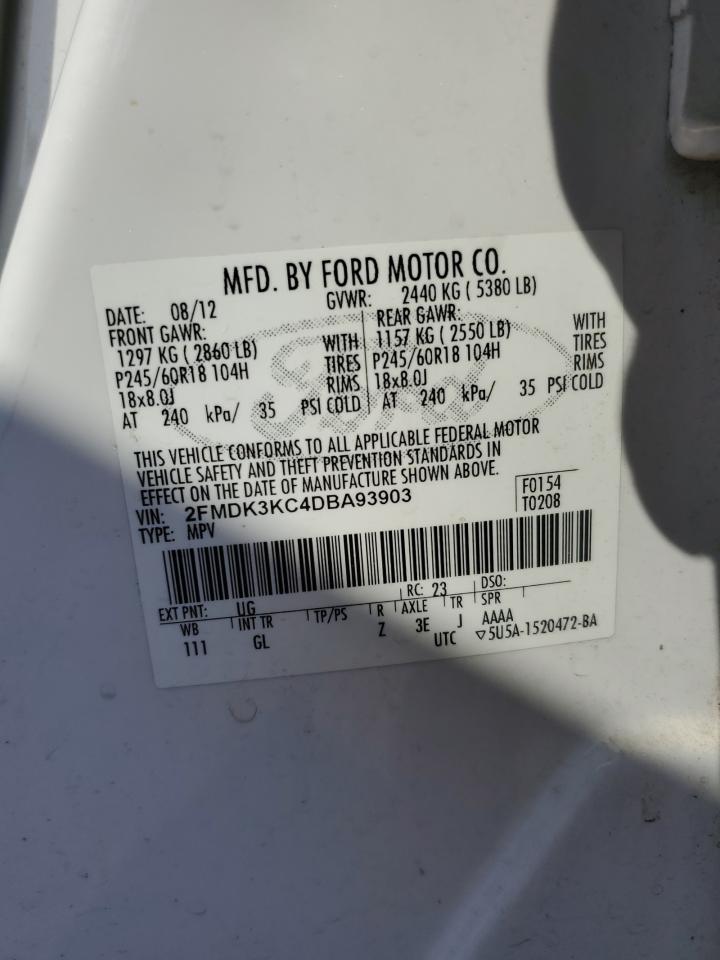 MFD. BY FORD MOTOR CO.
DATE: 08/12 GVWR: 2440 KG ( 5380 LB)
FRONT GAWR: REAR GAWR:
1297 KG ( 2860 LB) WITH 1157 KG ( 2550 LB) WITH
P245/60R18 104H TIRES P245/60R18 104H TIRES
18x8.0J RIMS 18x8.0J RIMS
AT 240 kPa/ 35 PSI COLD AT 240 kPa/ 35 PSI COLD
Ford
THIS VEHICLE CONFORMS TO ALL APPLICABLE FEDERAL MOTOR
VEHICLE SAFETY AND THEFT PREVENTION STANDARDS IN
EFFECT ON THE DATE OF MANUFACTURE SHOWN ABOVE.
VIN: 2FMDK3KC4DBA93903 F0154
TYPE: MPV T0208
EXT PNT: UG RC: 23 DSO:
WB INT TR TP/PS R AXLE TR SPR
111 GL Z 3E J AAAA
UTC ▽5U5A-1520472-BA